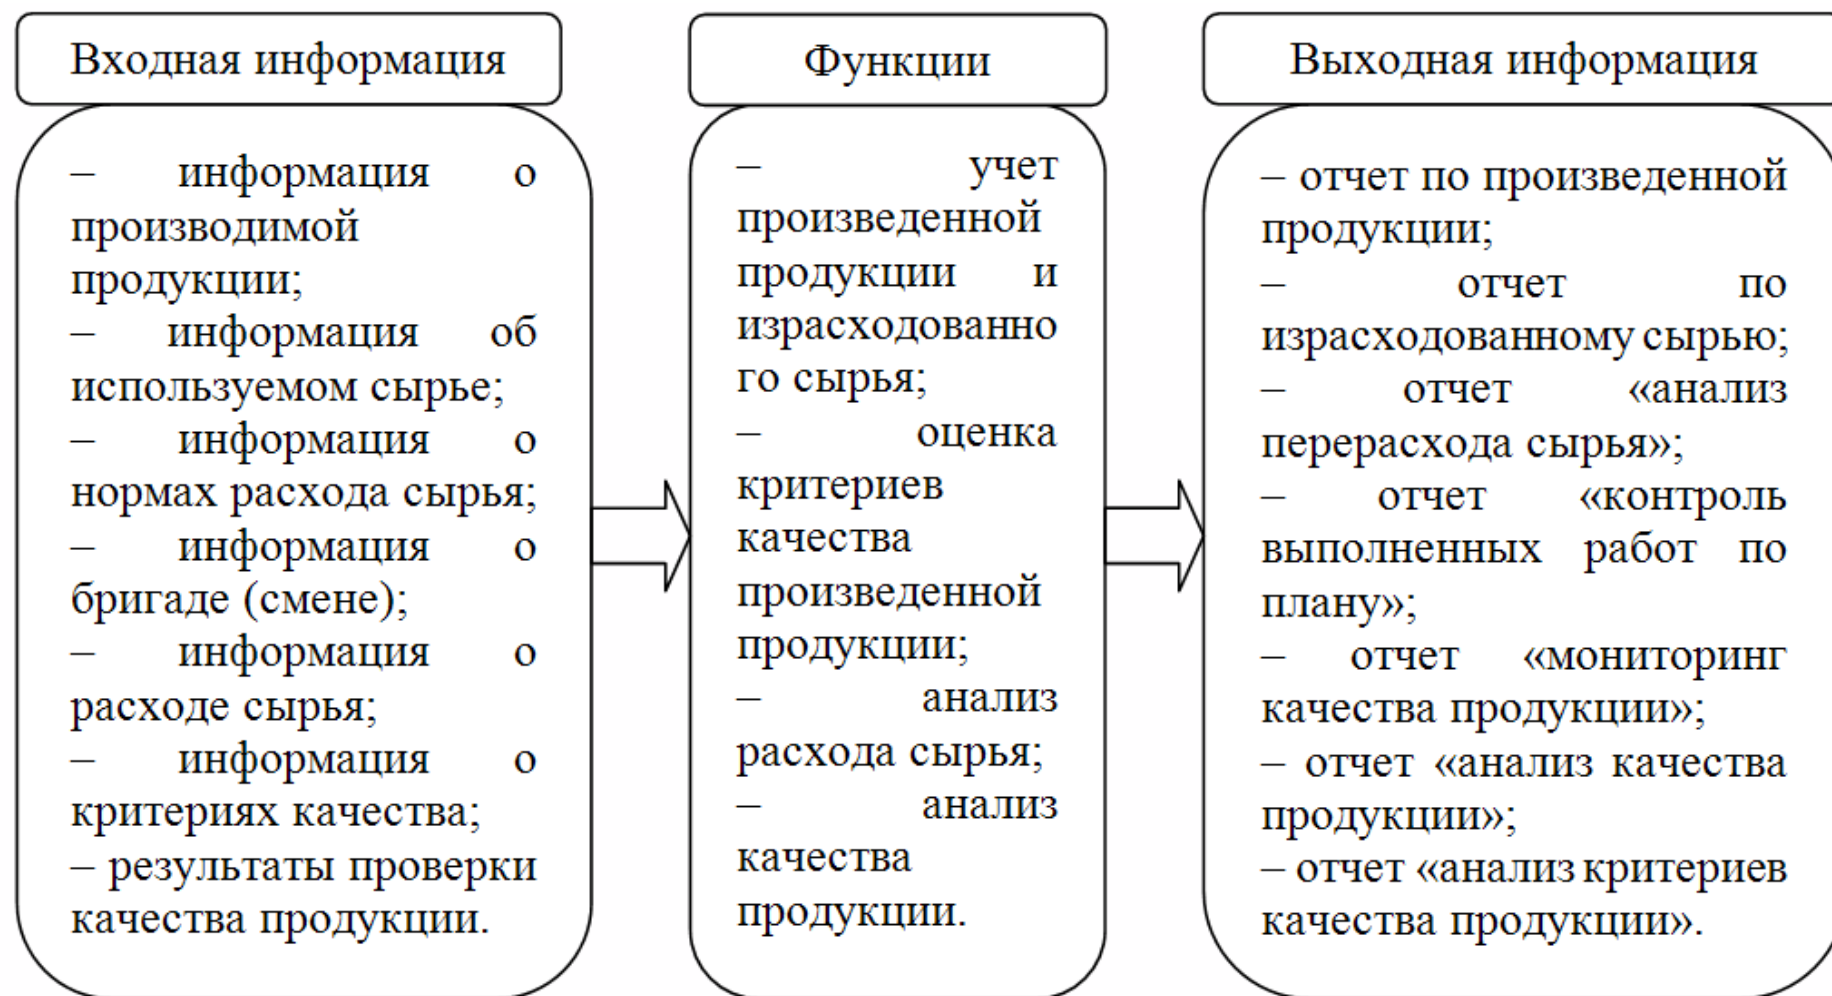 Входная информация
– информация о
производимой
продукции;
– информация об
используемом сырье;
– информация о
нормах расхода сырья;
– информация о
бригаде (смене);
– информация о
расходе сырья;
– информация о
критериях качества;
– результаты проверки
качества продукции.
Функции
– учет
произведенной
продукции и
израсходованно
го сырья;
– оценка
критериев
качества
произведенной
продукции;
– анализ
расхода сырья;
– анализ
качества
продукции.
Выходная информация
– отчет по произведенной
продукции;
– отчет по
израсходованному сырью;
– отчет «анализ
перерасхода сырья»;
– отчет «контроль
выполненных работ по
плану»;
– отчет «мониторинг
качества продукции»;
– отчет «анализ качества
продукции»;
– отчет «анализ критериев
качества продукции».